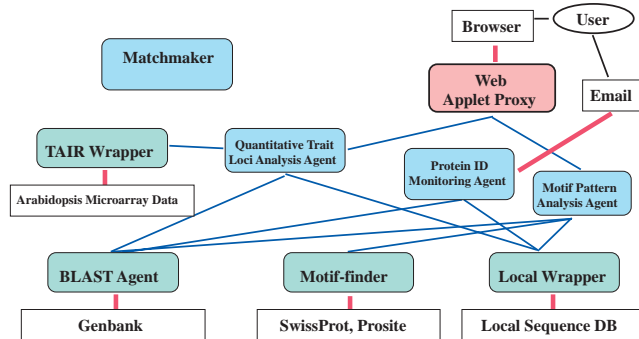 Browser
User
Matchmaker
Web
Applet Proxy
Email
TAIR Wrapper
Quantitative Trait
Loci Analysis Agent
Protein ID
Monitoring Agent
Motif Pattern
Analysis Agent
Arabidopsis Microarray Data
BLAST Agent
Motif-finder
Local Wrapper
Genbank
SwissProt, Prosite
Local Sequence DB